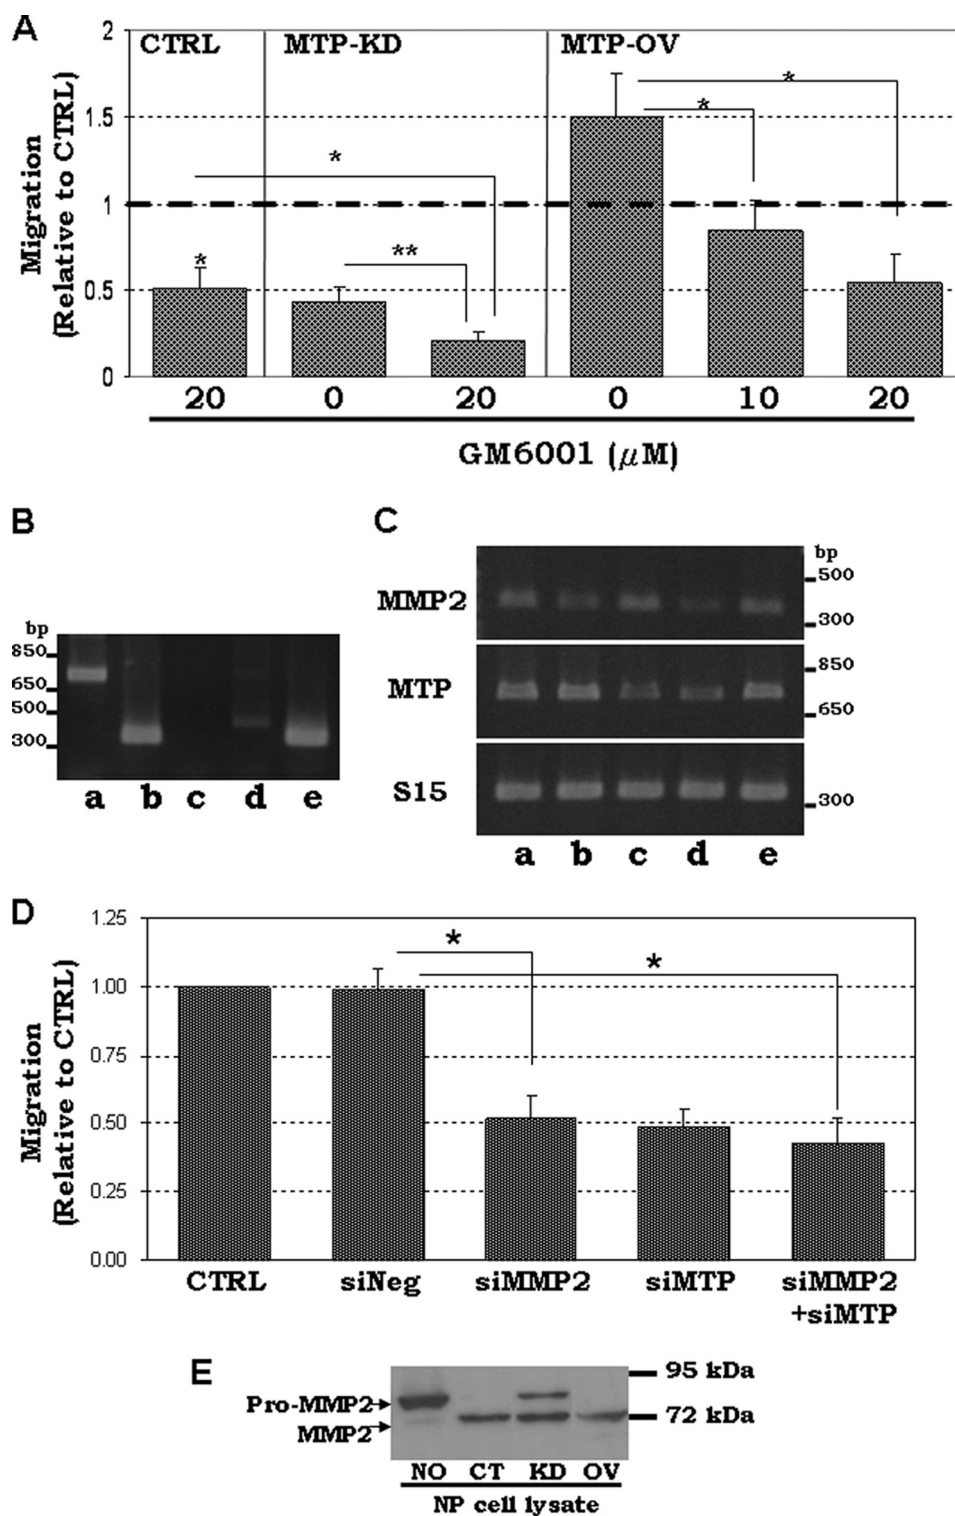 A
CTRL MTP-KD MTP-OV
Migration
(Relative to CTRL)
2
1.5
1
0.5
0
* * ** * *
20 0 20 0 10 20
GM6001 (μM)
B
bp
850
650
500
300
a b c d e
C
bp
MMP2
500
300
MTP
850
650
S15
300
a b c d e
D
Migration
(Relative to CTRL)
1.25
1.00
0.75
0.50
0.25
0.00
* *
CTRL siNeg siMMP2 siMTP siMMP2
+siMTP
E
Pro-MMP2
MMP2
95 kDa
72 kDa
NO CT KD OV
NP cell lysate